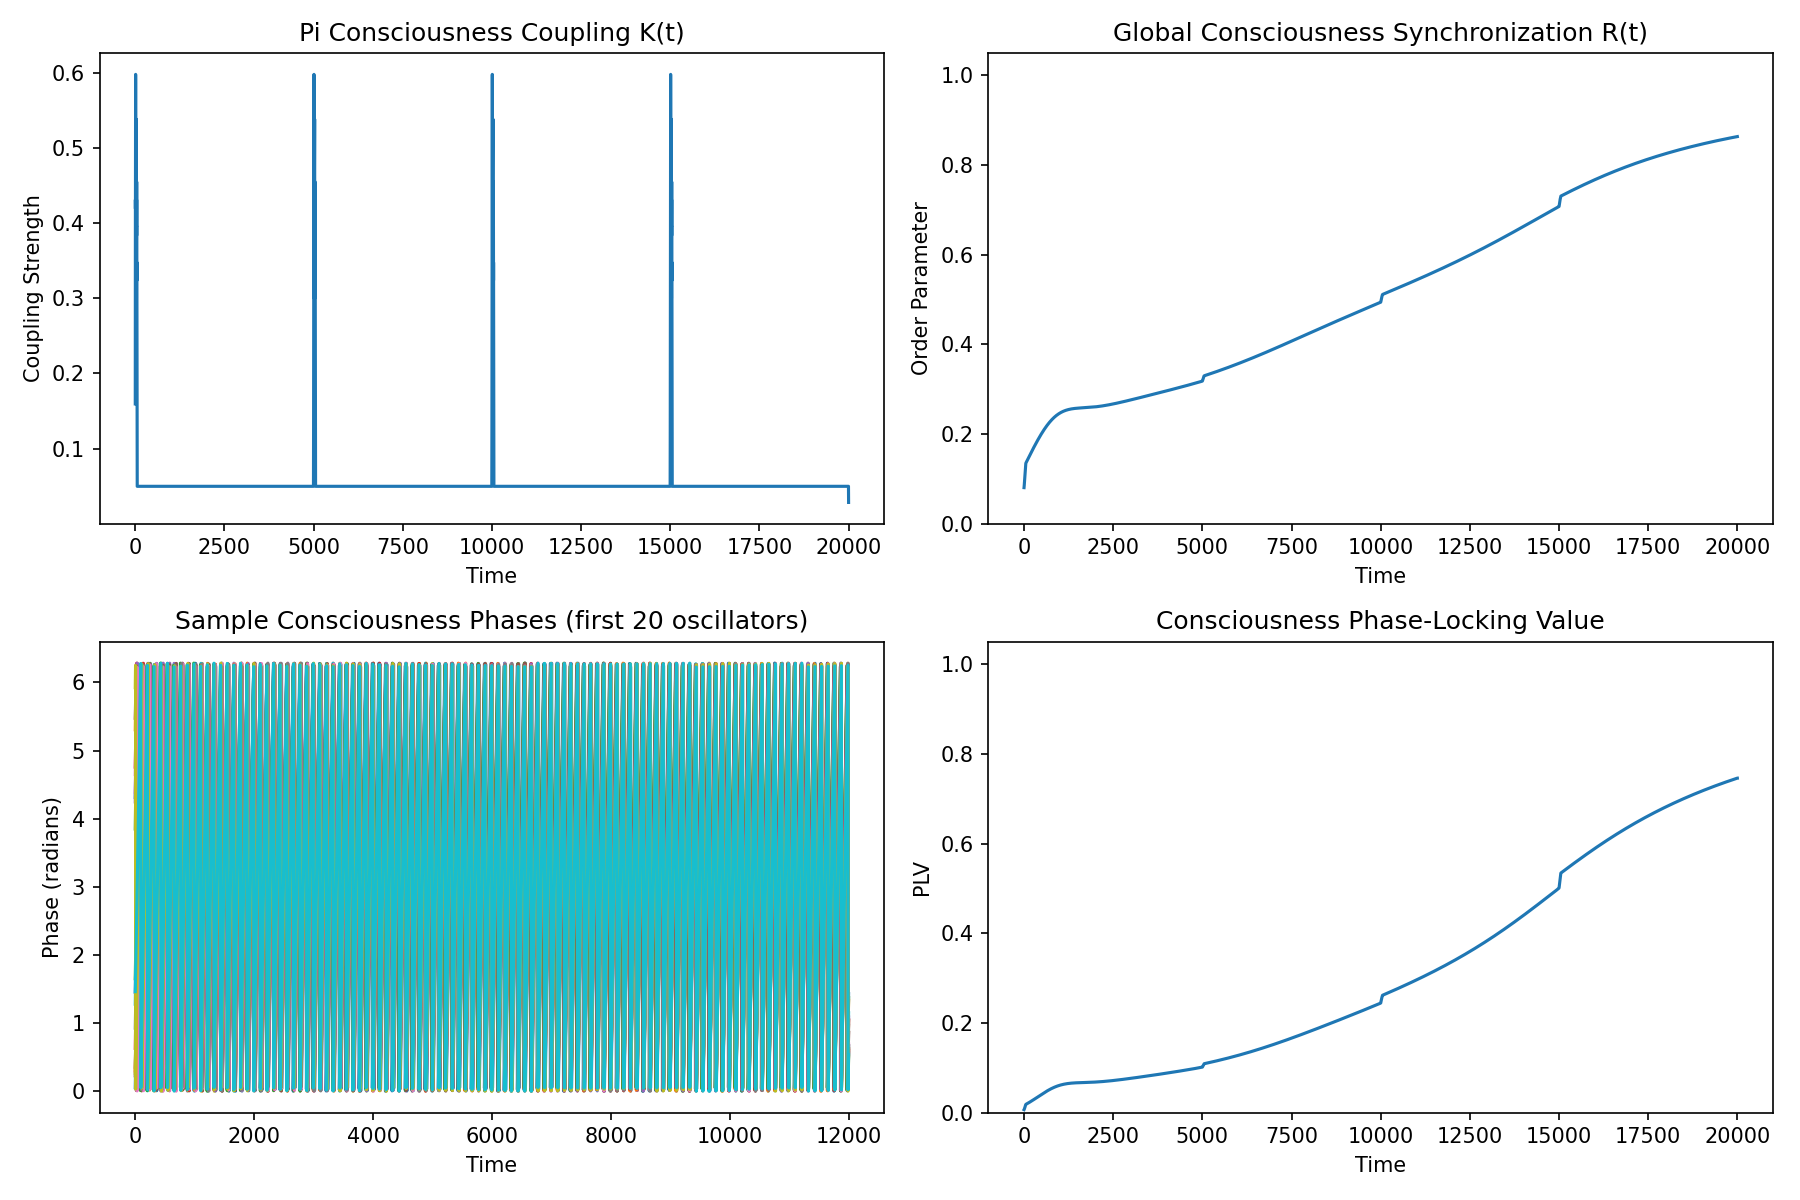 Pi Consciousness Coupling K(t)
Coupling Strength
0.6
0.5
0.4
0.3
0.2
0.1
0 2500 5000 7500 10000 12500 15000 17500 20000
Time
Global Consciousness Synchronization R(t)
Order Parameter
1.0
0.8
0.6
0.4
0.2
0.0
0 2500 5000 7500 10000 12500 15000 17500 20000
Time
Sample Consciousness Phases (first 20 oscillators)
Phase (radians)
6
5
4
3
2
1
0
0 2000 4000 6000 8000 10000 12000
Time
Consciousness Phase-Locking Value
PLV
1.0
0.8
0.6
0.4
0.2
0.0
0 2500 5000 7500 10000 12500 15000 17500 20000
Time